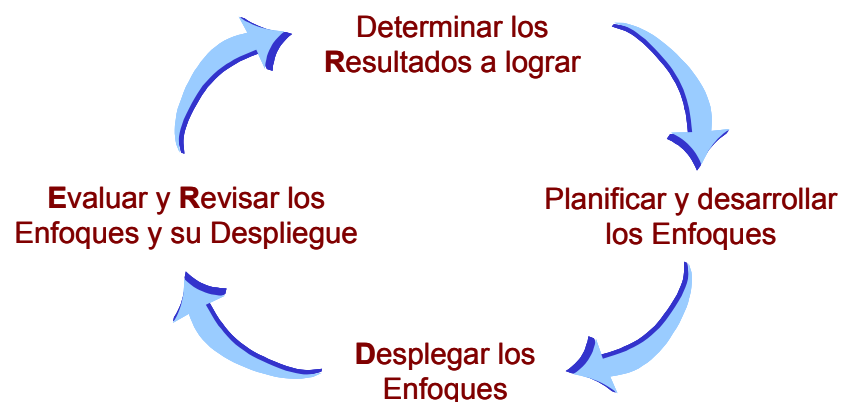 Determinar los
Resultados a lograr
Planificar y desarrollar
los Enfoques
Desplegar los
Enfoques
Evaluar y Revisar los
Enfoques y su Despliegue